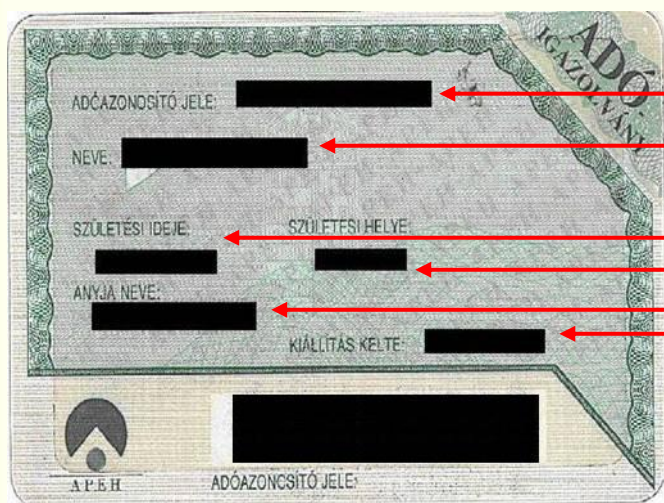 ADÓ-
IGAZOLVÁNY
ADÓAZONOSÍTÓ JELE:
NEVE:
SZÜLETÉSI IDEJE: SZÜLETÉSI HELYE:
ANYJA NEVE:
KIÁLLÍTÁS KELTE:
APEH
ADÓAZONOSÍTÓ JELE: